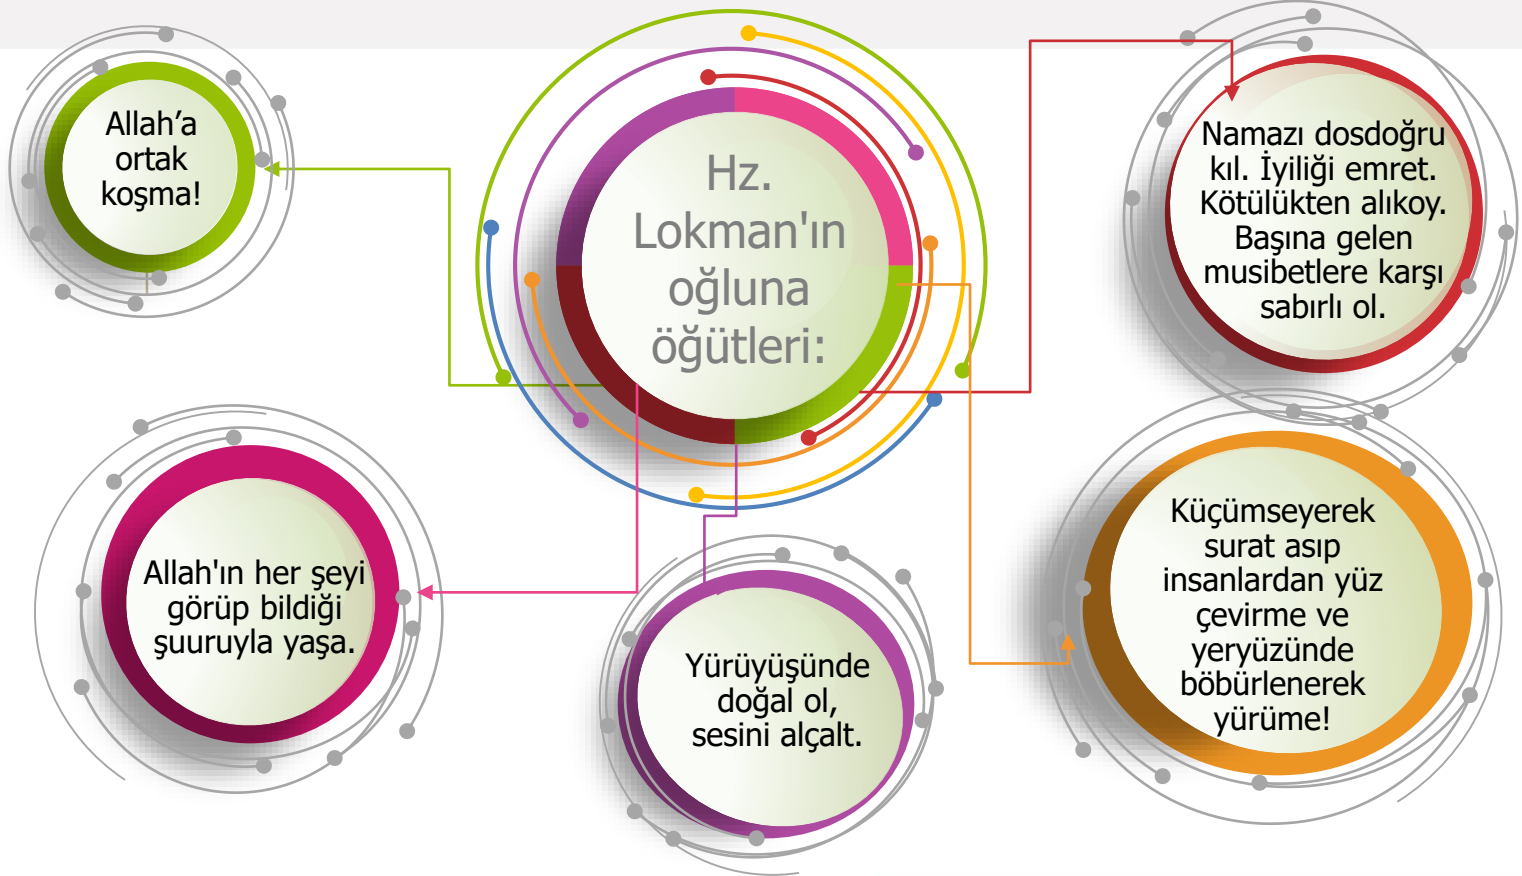 Hz.
Lokman'ın
oğluna
öğütleri:
Allah’a
ortak
koşma!
Allah'ın her şeyi
görüp bildiği
şuuruyla yaşa.
Yürüyüşünde
doğal ol,
sesini alçalt.
Küçümseyerek
surat asıp
insanlardan yüz
çevirme ve
yeryüzünde
böbürlenerek
yürüme!
Namazı dosdoğru
kıl. İyiliği emret.
Kötülükten alıkoy.
Başına gelen
musibetlere karşı
sabırlı ol.